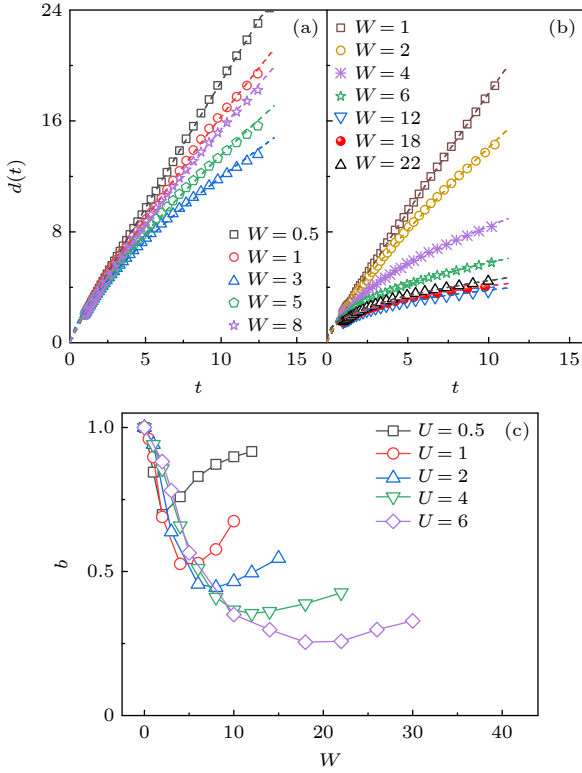 24
16
8
0
d(t)
(a)
W = 0.5
W = 1
W = 3
W = 5
W = 8
0
5
10
15
t
(b)
W = 1
W = 2
W = 4
W = 6
W = 12
W = 18
W = 22
0
5
10
15
t
(c)
1.0
0.5
0
b
U = 0.5
U = 1
U = 2
U = 4
U = 6
0
10
20
30
40
W